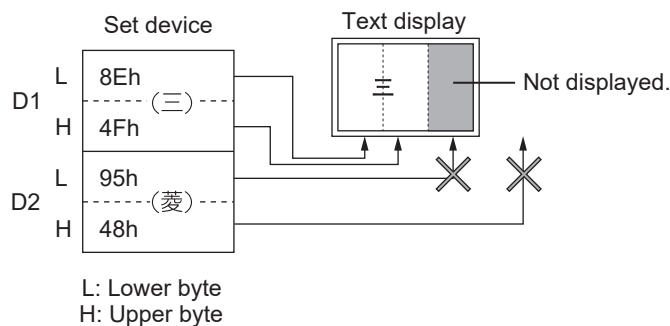 Set device
Text display
D1
L
8Eh
(三)
H
4Fh
三
Not displayed.
D2
L
95h
(菱)
H
48h
L: Lower byte
H: Upper byte